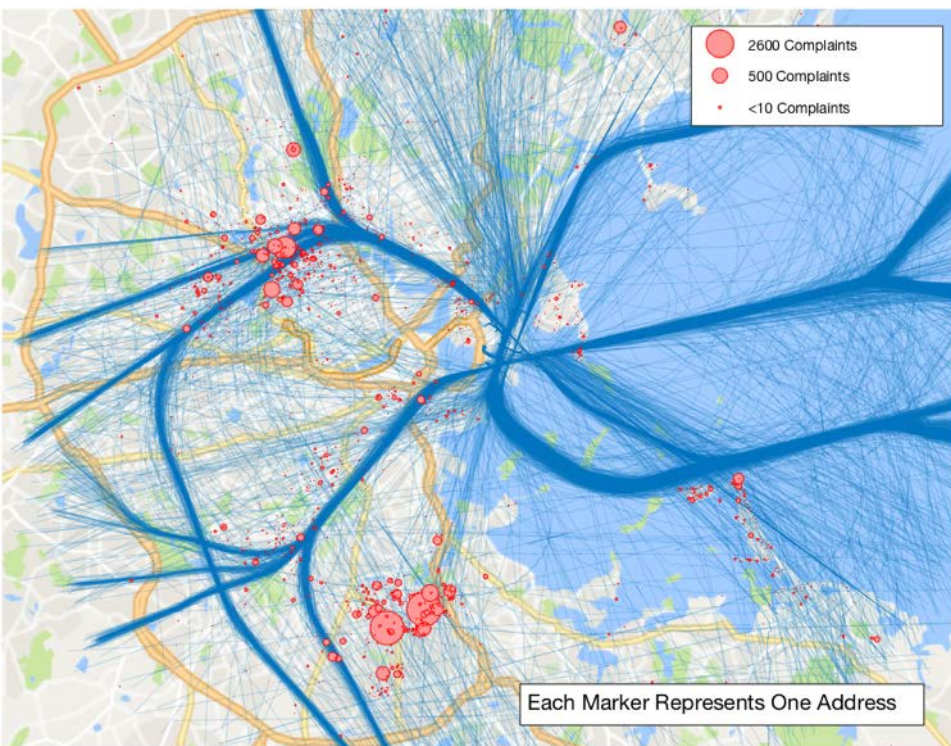 2600 Complaints
500 Complaints
<10 Complaints
Each Marker Represents One Address